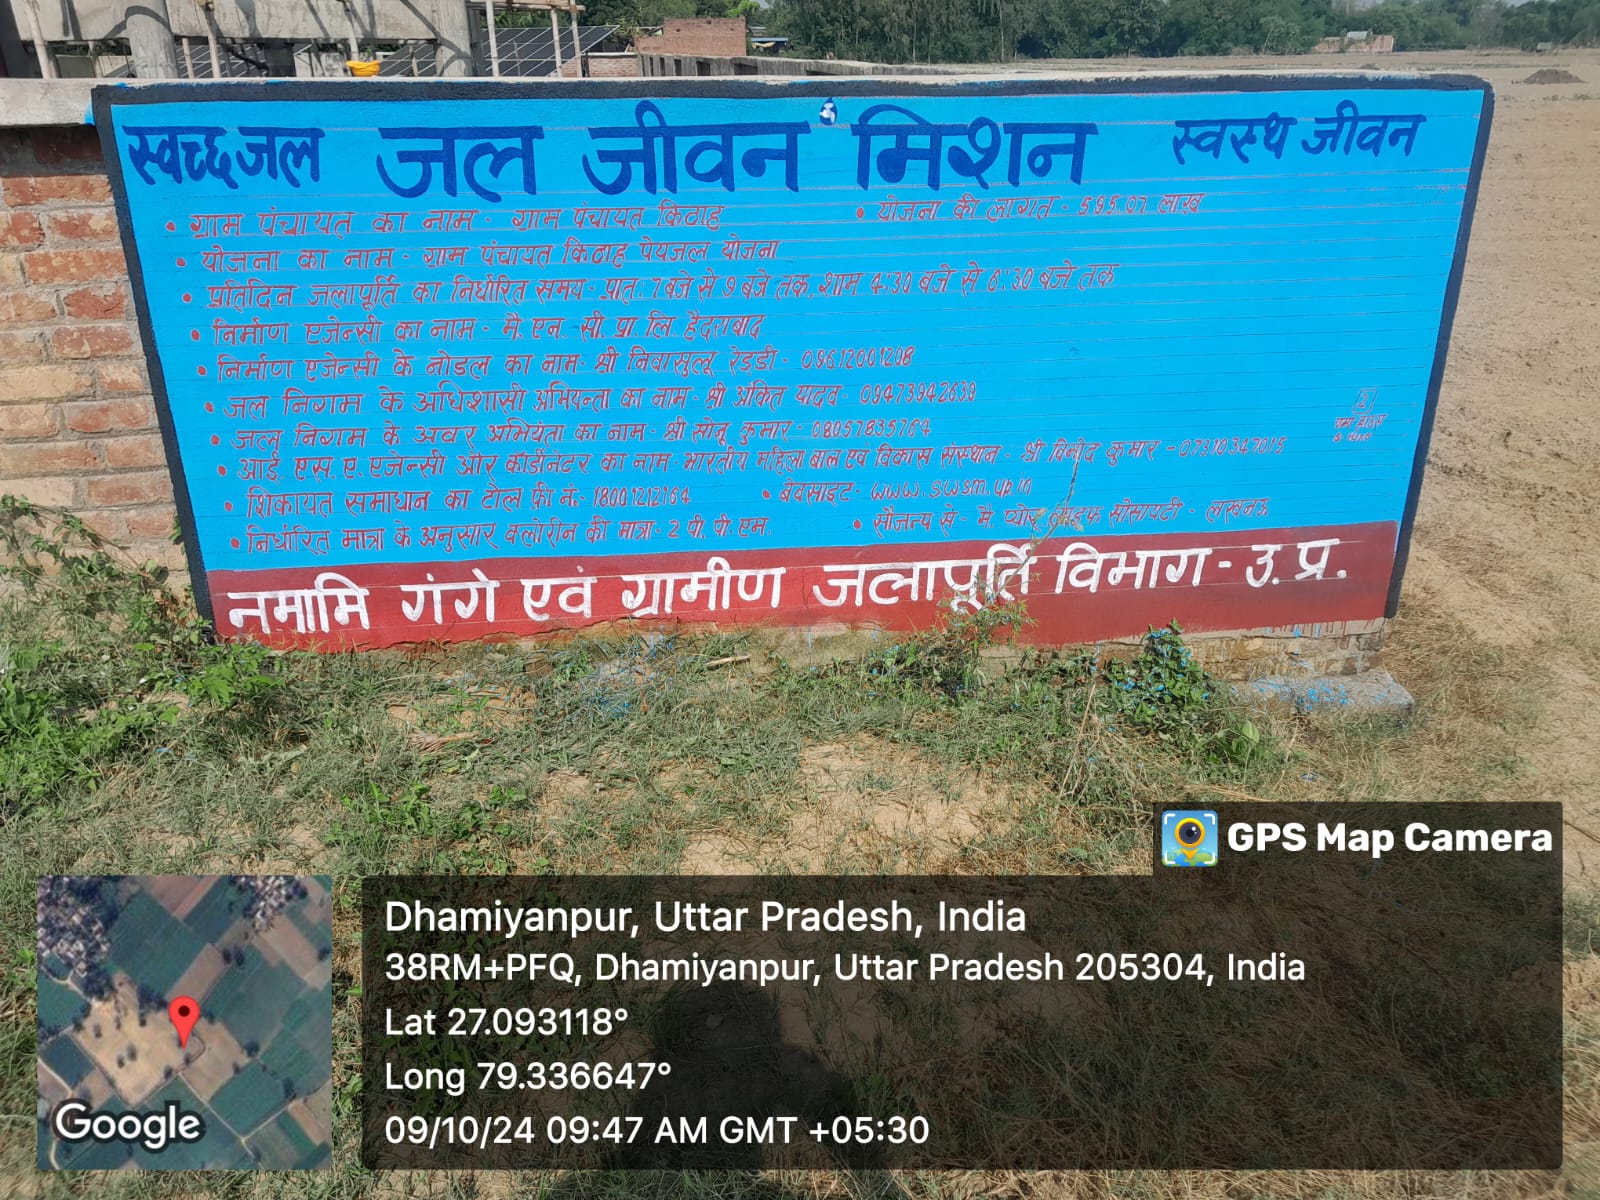 स्वच्छ जल जल जीवन मिशन स्वस्थ जीवन
• ग्राम पंचायत का नाम - ग्राम पंचायत किठाह • योजना की लागत - 595.07 लाख
• योजना का नाम - ग्राम पंचायत किठाह पेयजल योजना
• प्रतिदिन जलापूर्ति का निर्धारित समय - प्रात. 7 बजे से 9 बजे तक, शाम 4:30 बजे से 6:30 बजे तक
• निर्माण एजेन्सी का नाम - मै. एन. सी. प्रा. लि. हैदराबाद
• निर्माण एजेन्सी के नोडल का नाम - श्री निवासुलू रेड्डी - 09612001208
• जल निगम के अधिशासी अभियन्ता का नाम - श्री अंकित यादव - 09473942639
• जल निगम के अवर अभियंता का नाम - श्री सोनू कुमार - 08057835764
• आई. एस. ए. एजेन्सी और कॉर्डीनेटर का नाम - भारतीय महिला बाल एवं विकास संस्थान - श्री विनोद कुमार - 07310347015
• शिकायत समाधान का टोल फ्री नं. - 18001212164 • बेवसाइट - www.swsm.up.in
• निर्धारित मात्रा के अनुसार क्लोरीन की मात्रा - 2 पी. पी. एम. • सौजन्य से - मै. प्योर सोसायटी - लखनऊ
नमामि गंगे एवं ग्रामीण जलापूर्ति विभाग - उ. प्र.
GPS Map Camera
Dhamiyanpur, Uttar Pradesh, India
38RM+PFQ, Dhamiyanpur, Uttar Pradesh 205304, India
Lat 27.093118°
Long 79.336647°
09/10/24 09:47 AM GMT +05:30
Google